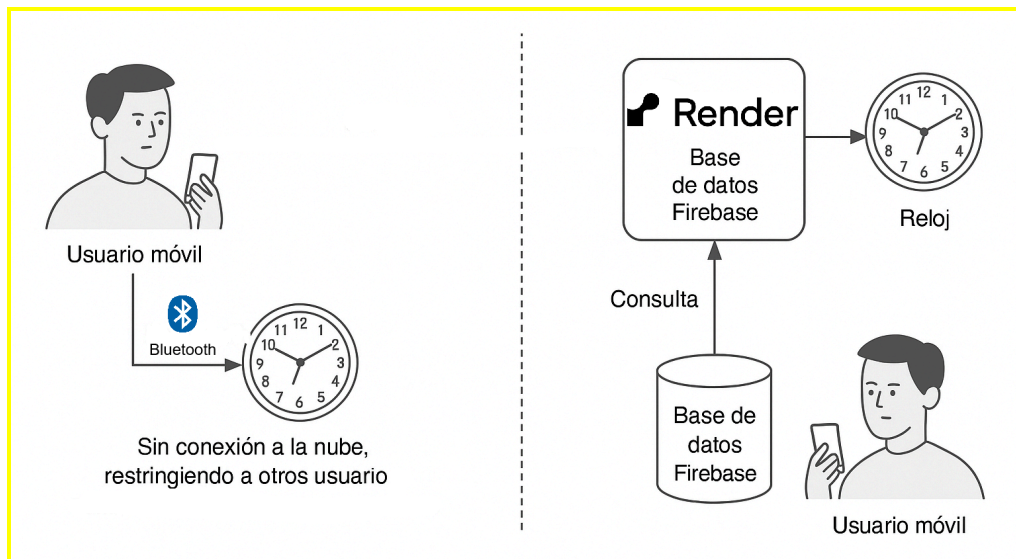 Usuario móvil
Bluetooth
12
11
1
10
2
9
3
8
4
7
5
6
Sin conexión a la nube,
restringiendo a otros usuario
Render
Base
de datos
Firebase
12
11
1
10
2
9
3
8
4
7
5
6
Reloj
Consulta
Base de
datos
Firebase
Usuario móvil